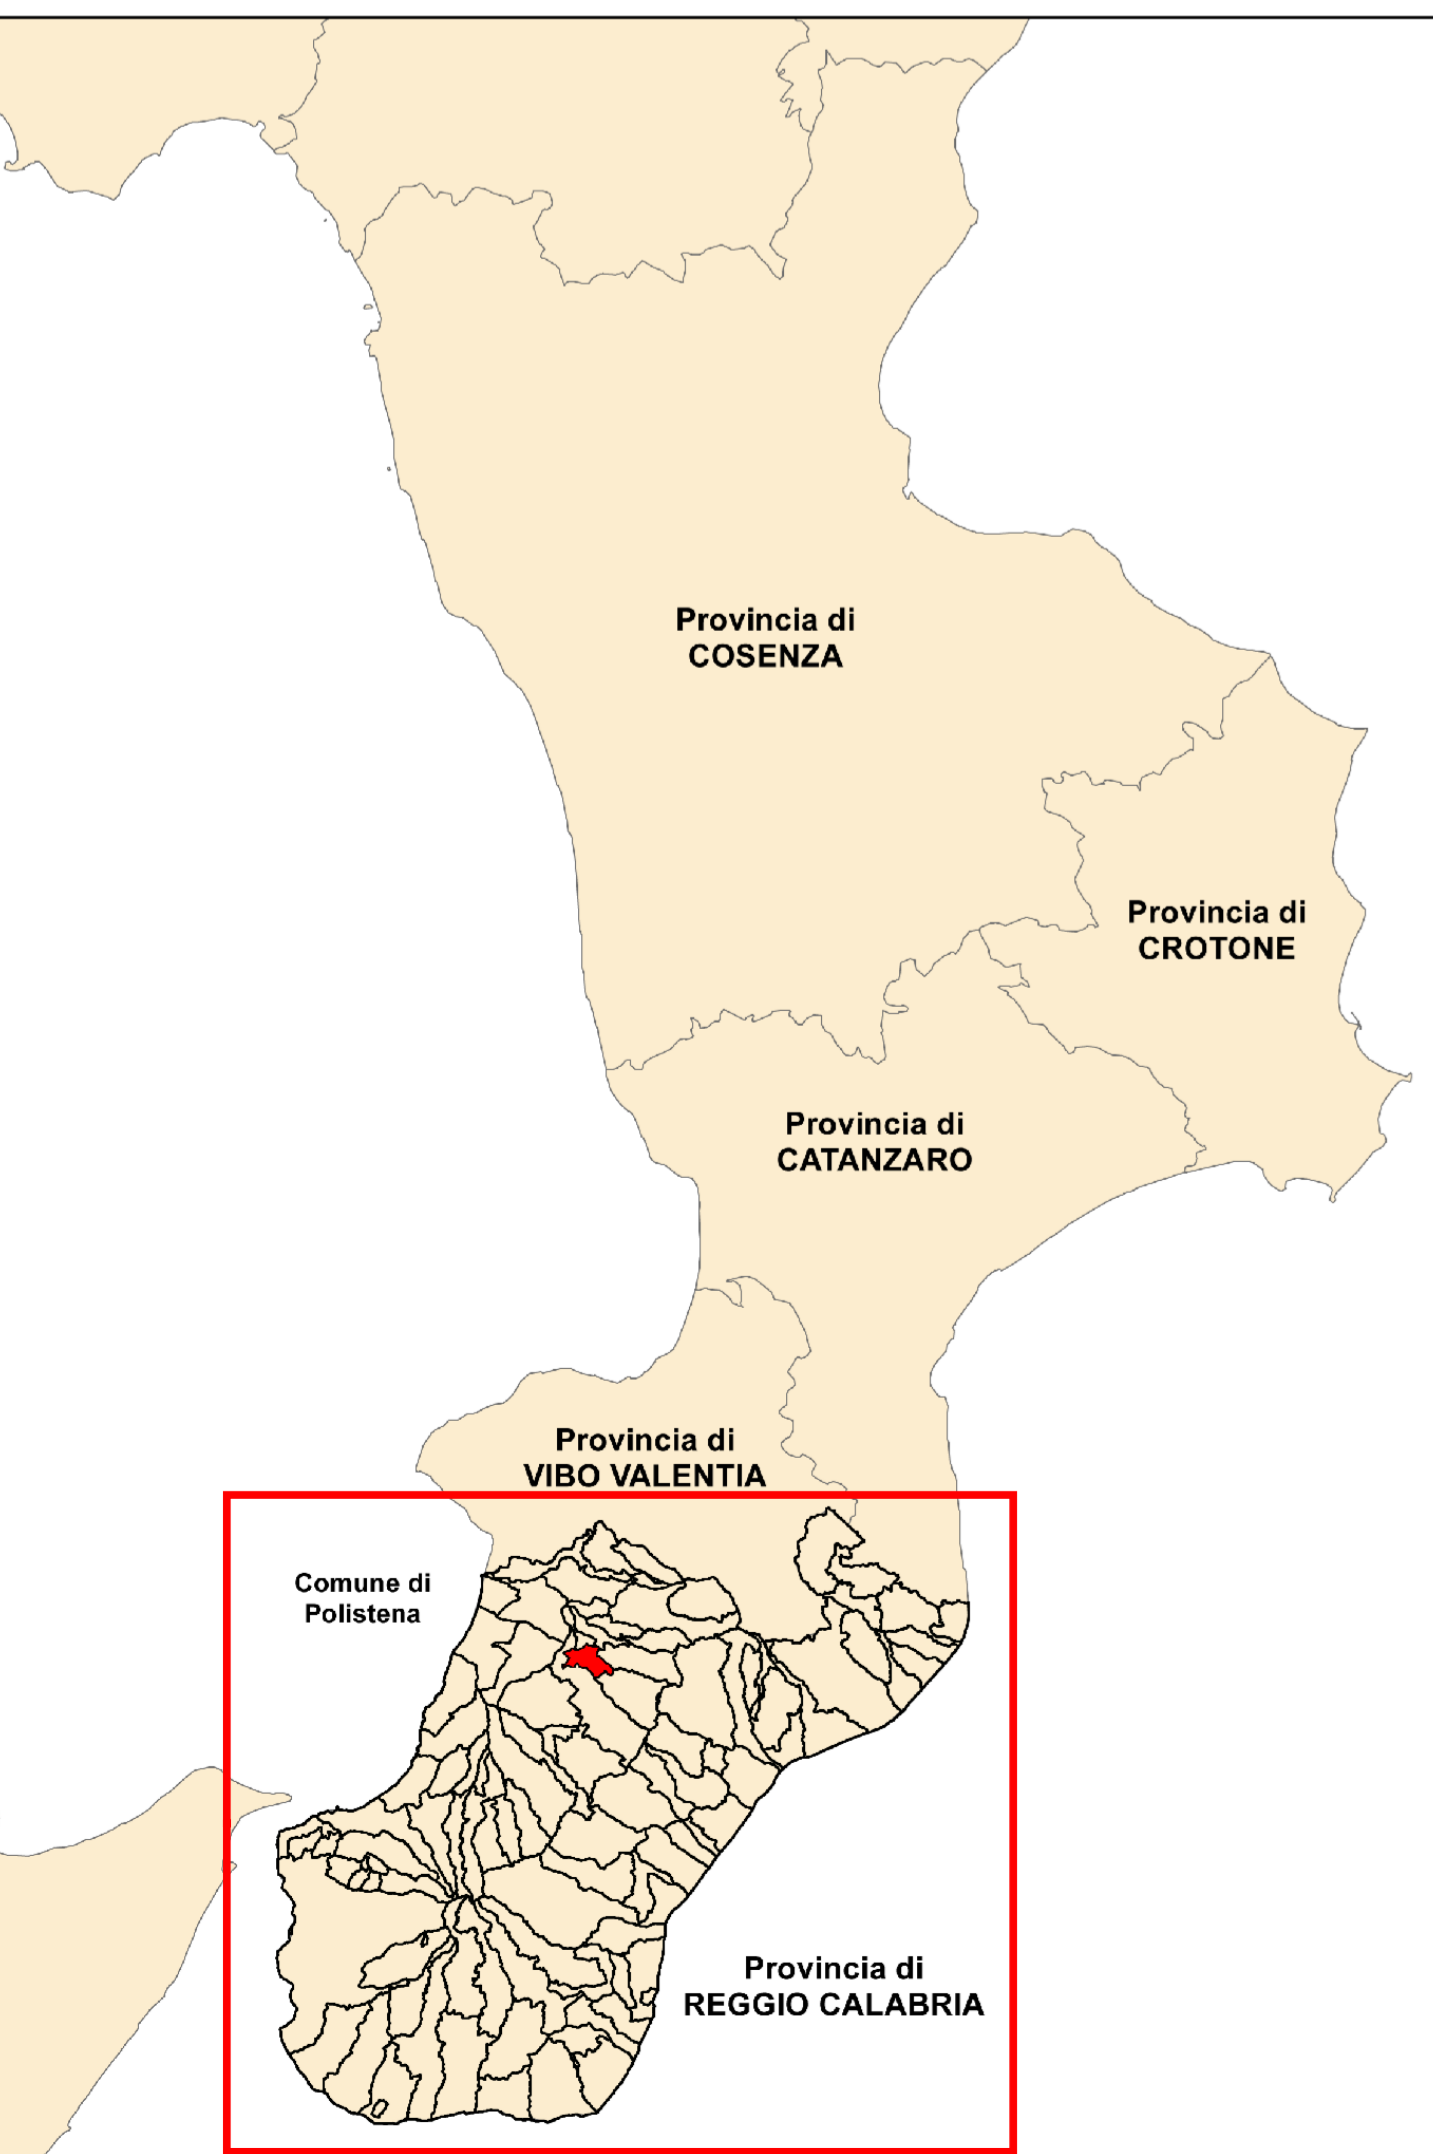 Provincia di
COSENZA
Provincia di
CROTONE
Provincia di
CATANZARO
Provincia di
VIBO VALENTIA
Comune di
Polistena
Provincia di
REGGIO CALABRIA